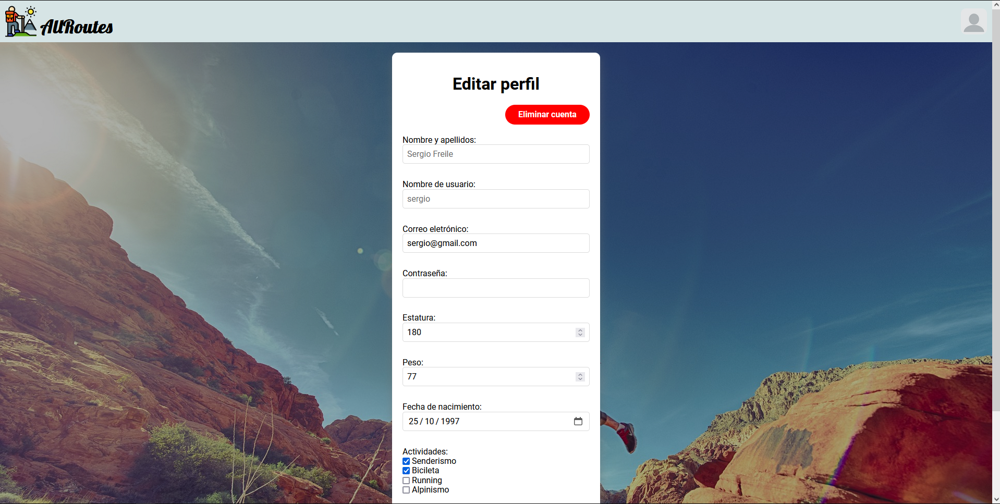 AllRoutes
Editar perfil
Eliminar cuenta
Nombre y apellidos:
Sergio Freile
Nombre de usuario:
sergio
Correo eletrónico:
sergio@gmail.com
Contraseña:
Estatura:
180
Peso:
77
Fecha de nacimiento:
25 / 10 / 1997
Actividades:
Senderismo
Bicileta
Running
Alpinismo